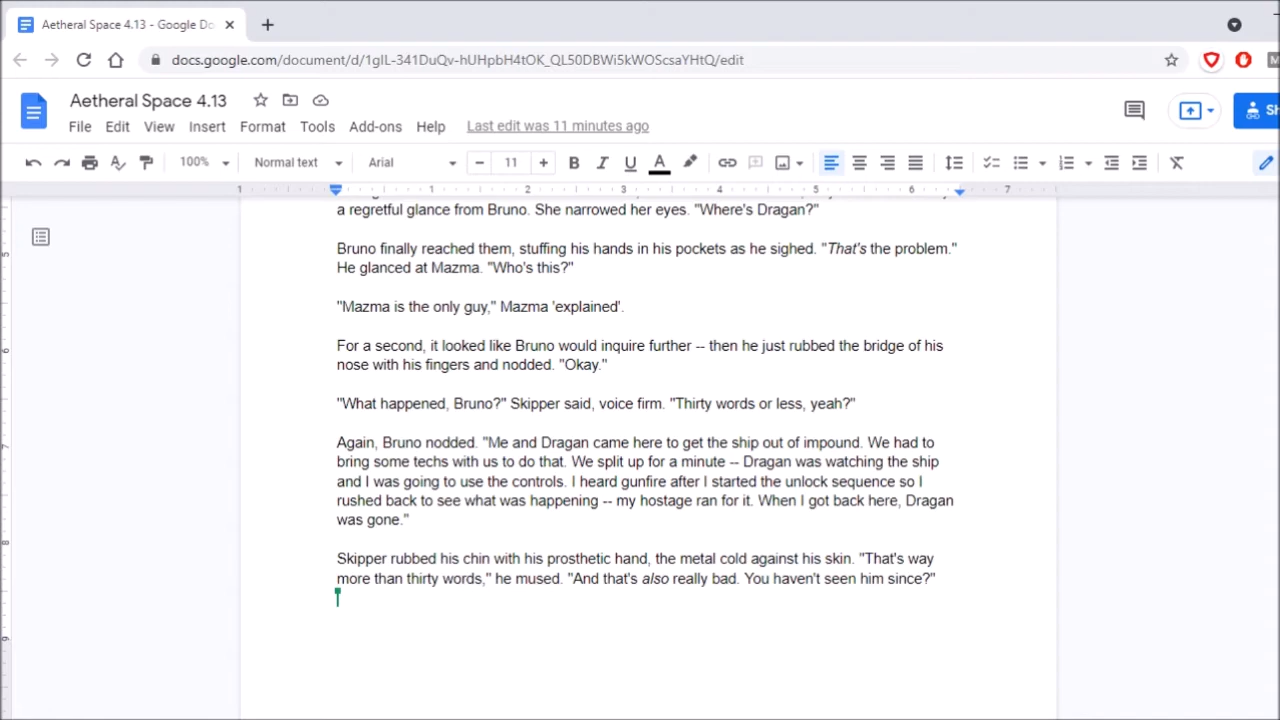 Aetheral Space 4.13 - Google Do
docs.google.com/document/d/1glL-341DuQv-hUHpbH4tOK_QL50DBWi5kWOScsaYHtQ/edit
Aetheral Space 4.13
File Edit View Insert Format Tools Add-ons Help Last edit was 11 minutes ago
Sh
100% Normal text Arial 11
1 1 2 3 4 5 6 7
a regretful glance from Bruno. She narrowed her eyes. "Where's Dragan?"
Bruno finally reached them, stuffing his hands in his pockets as he sighed. "That's the problem."
He glanced at Mazma. "Who's this?"
"Mazma is the only guy," Mazma 'explained'.
For a second, it looked like Bruno would inquire further -- then he just rubbed the bridge of his
nose with his fingers and nodded. "Okay."
"What happened, Bruno?" Skipper said, voice firm. "Thirty words or less, yeah?"
Again, Bruno nodded. "Me and Dragan came here to get the ship out of impound. We had to
bring some techs with us to do that. We split up for a minute -- Dragan was watching the ship
and I was going to use the controls. I heard gunfire after I started the unlock sequence so I
rushed back to see what was happening -- my hostage ran for it. When I got back here, Dragan
was gone."
Skipper rubbed his chin with his prosthetic hand, the metal cold against his skin. "That's way
more than thirty words," he mused. "And that's also really bad. You haven't seen him since?"